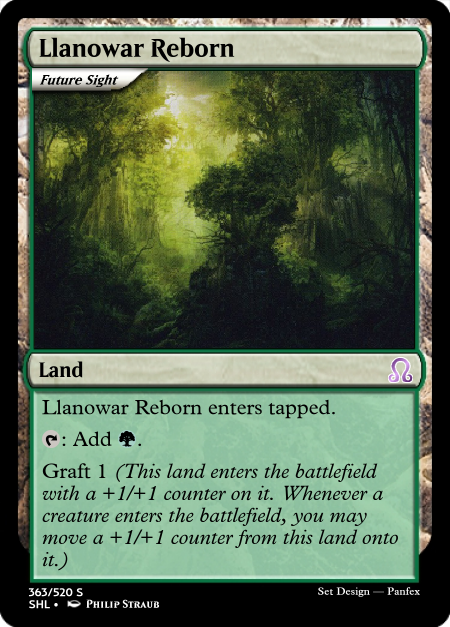 Llanowar Reborn
Future Sight
Land
Llanowar Reborn enters tapped.
: Add .
Graft 1 (This land enters the battlefield
with a +1/+1 counter on it. Whenever a
creature enters the battlefield, you may
move a +1/+1 counter from this land onto
it.)
363/520 S
Set Design — Panfex
SHL • Philip Straub